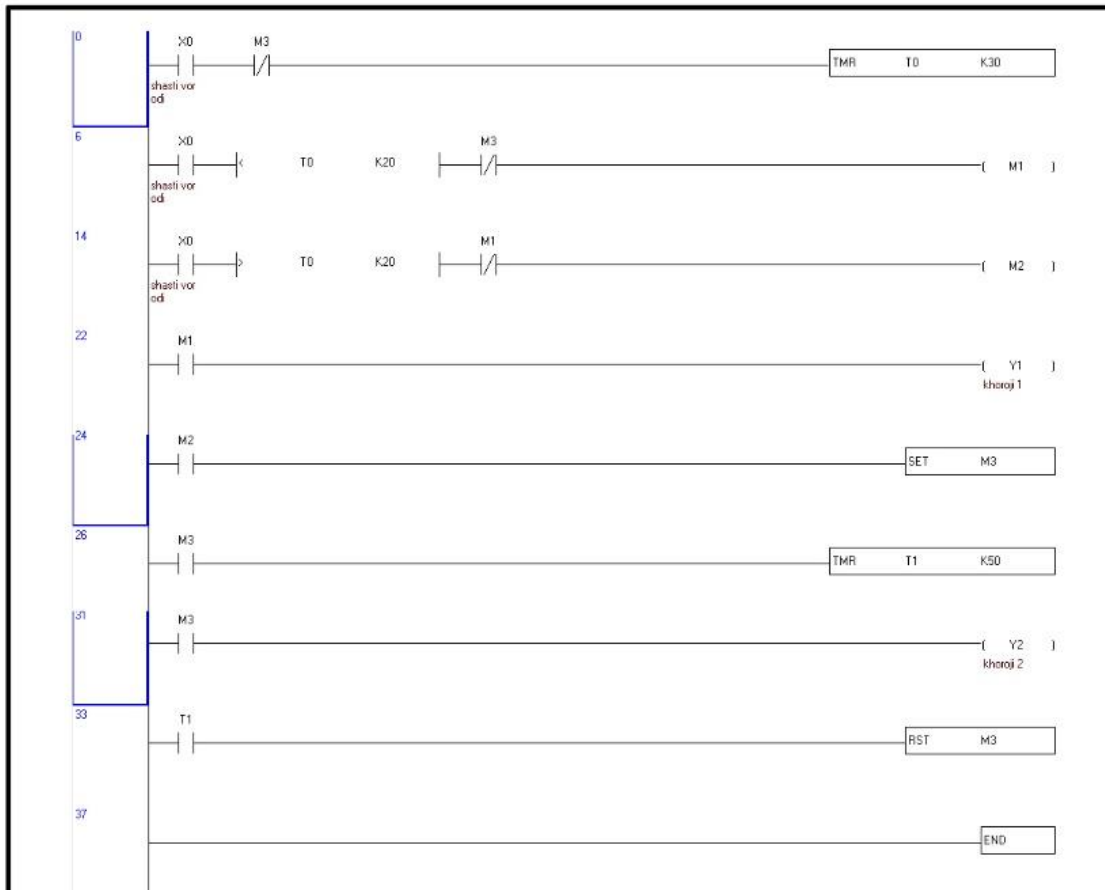 0
X0 M3
TMR T0 K30
shasti vor
odi
6
X0 M3
< T0 K20 ( M1 )
shasti vor
odi
14
X0 M1
> T0 K20 ( M2 )
shasti vor
odi
22
M1
( Y1 )
khoroji 1
24
M2
SET M3
26
M3
TMR T1 K50
31
M3
( Y2 )
khoroji 2
33
T1
RST M3
37
END